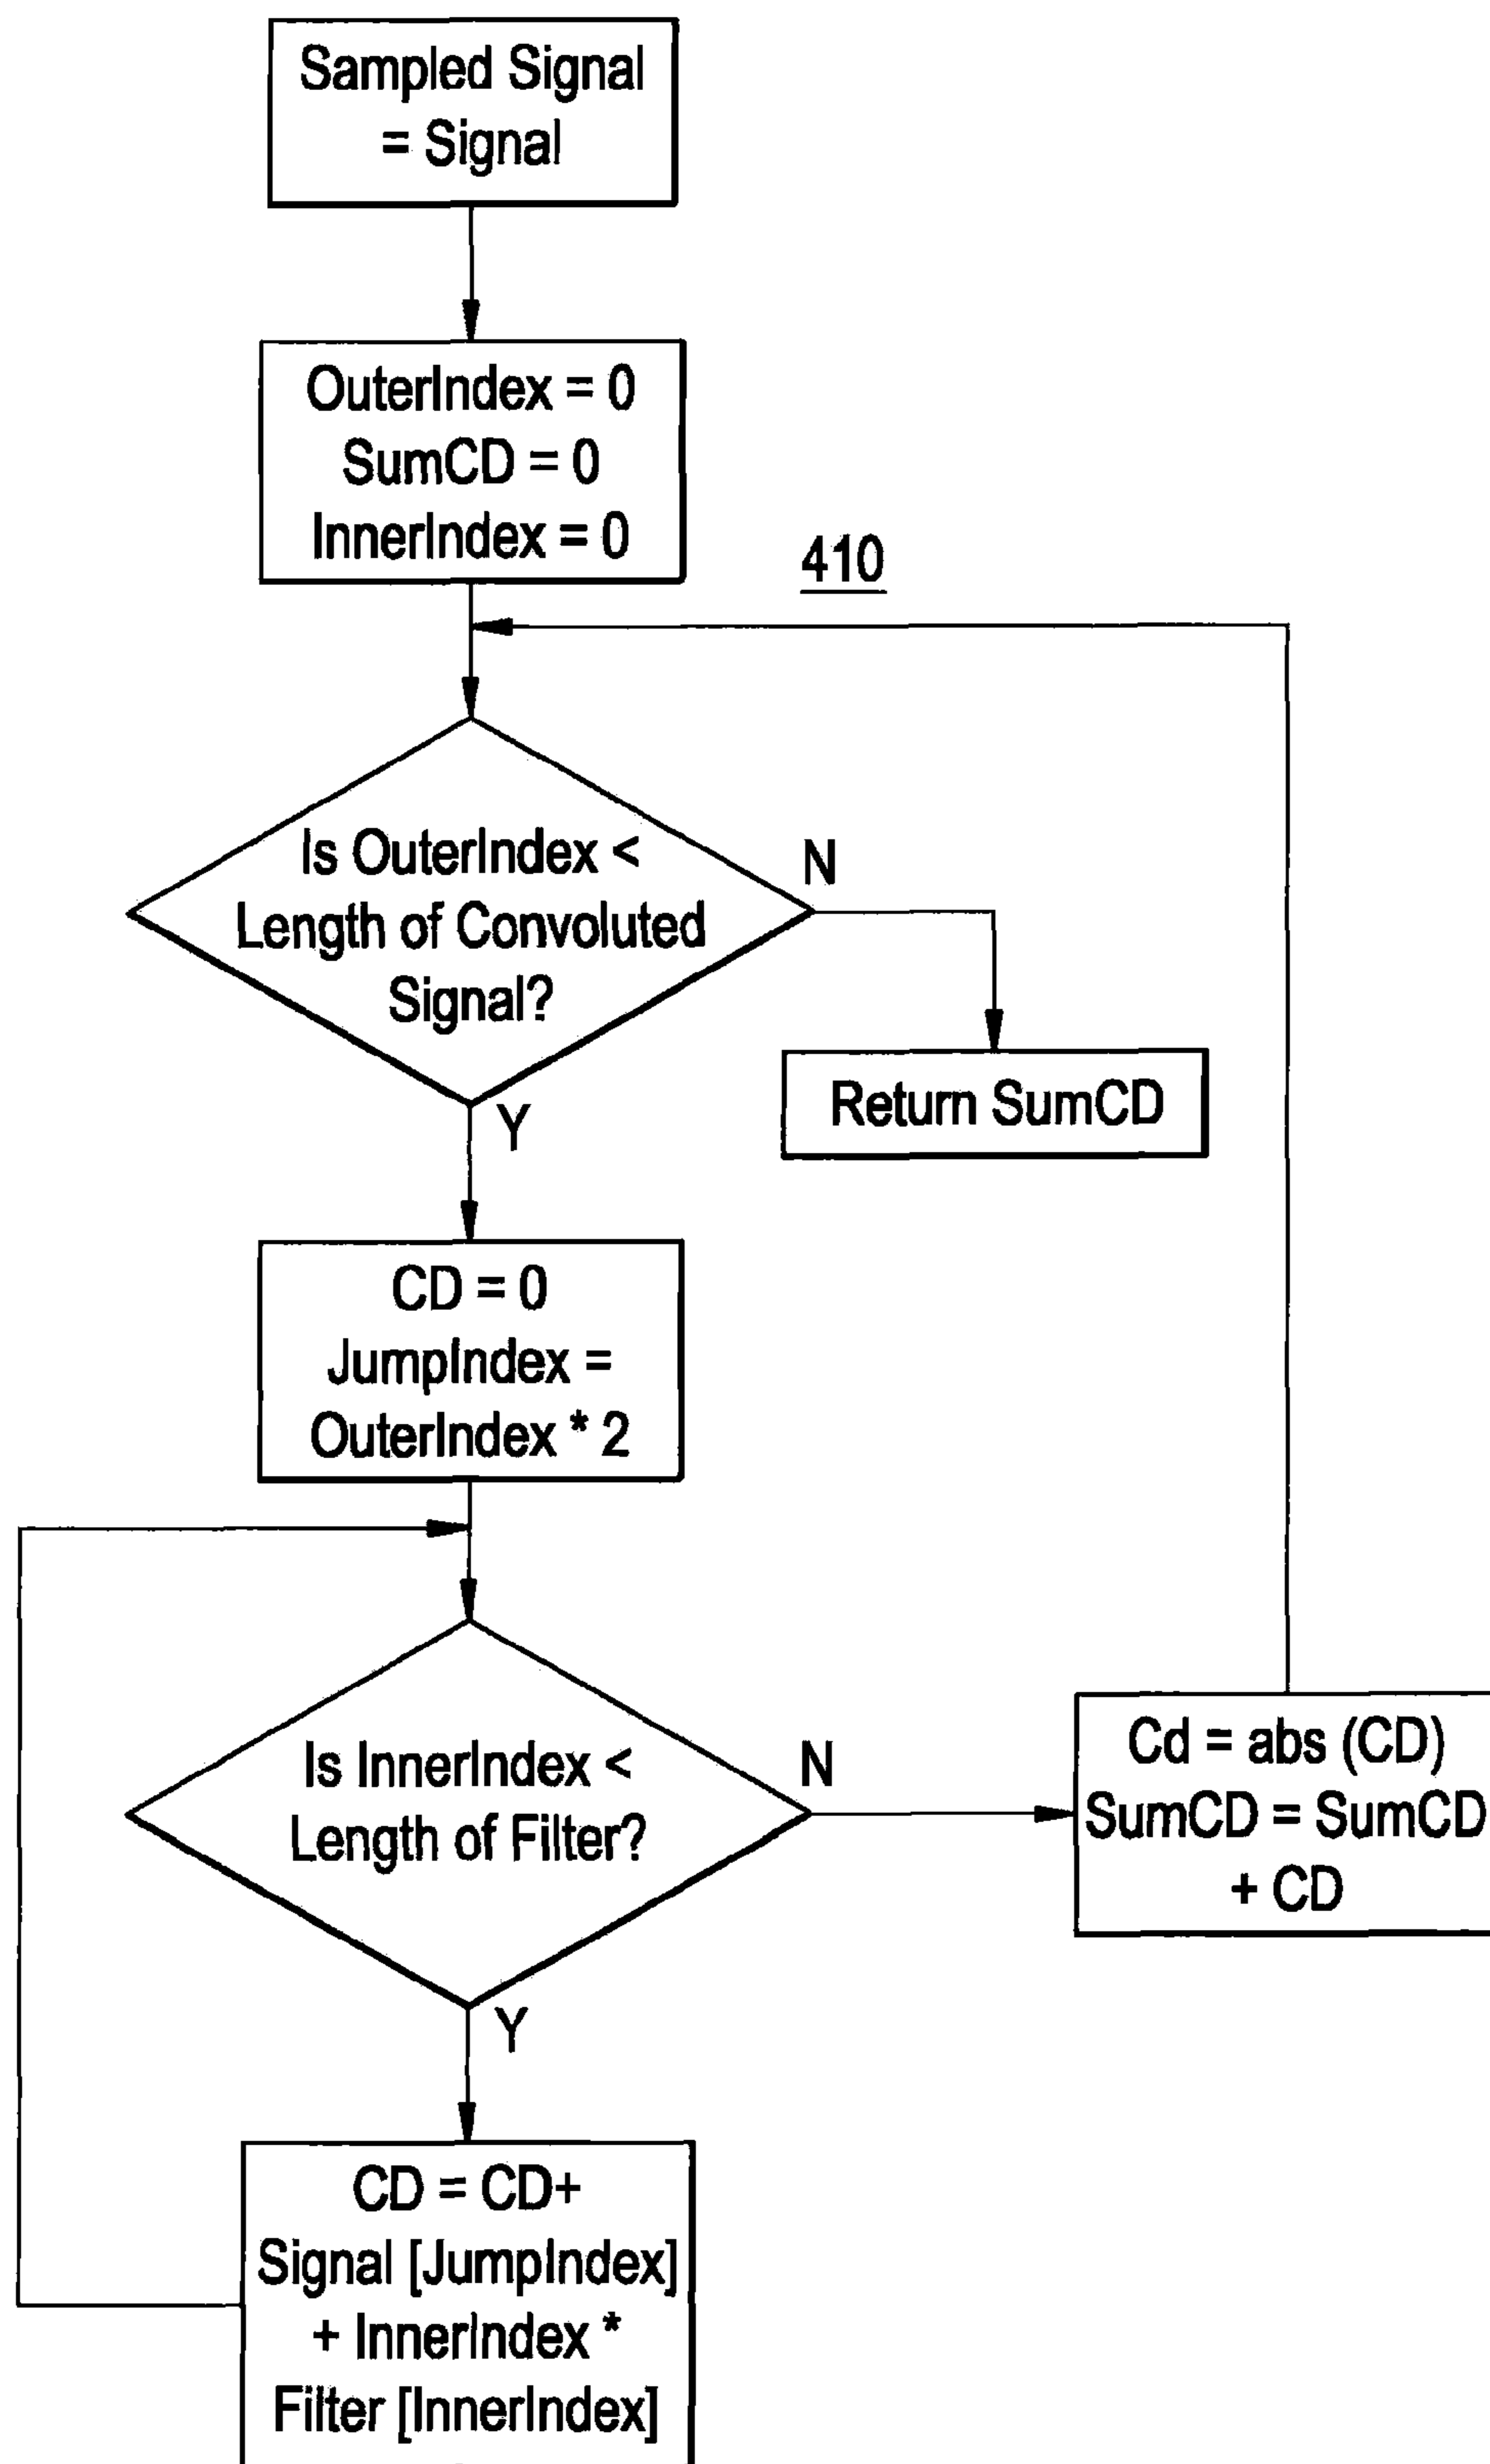 Sampled Signal
= Signal
OuterIndex = 0
SumCD = 0
InnerIndex = 0
410
Is OuterIndex <
Length of Convoluted
Signal?
N
Return SumCD
Y
CD = 0
JumpIndex =
OuterIndex * 2
Is InnerIndex <
Length of Filter?
N
Cd = abs (CD)
SumCD = SumCD
+ CD
Y
CD = CD+
Signal [JumpIndex]
+ InnerIndex *
Filter [InnerIndex]